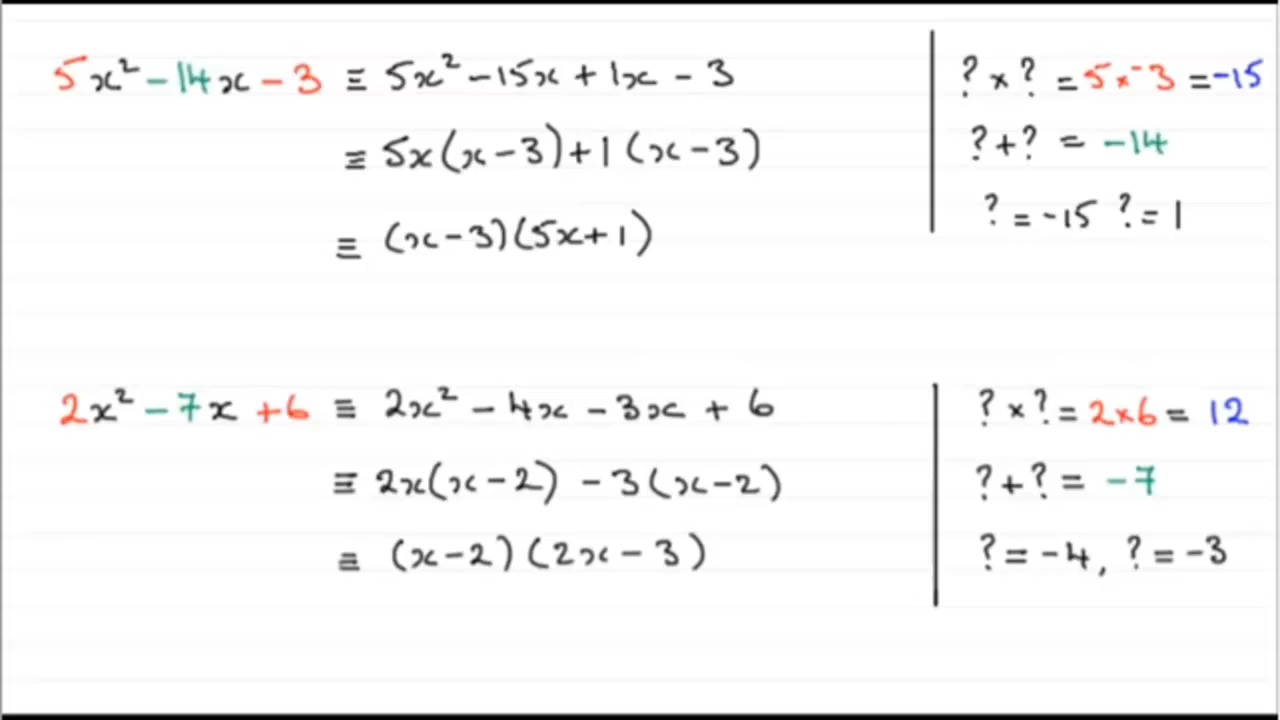 5x² - 14x - 3 ≡ 5x² - 15x + 1x - 3
≡ 5x(x - 3) + 1(x - 3)
≡ (x - 3)(5x + 1)
? × ? = 5 × -3 = -15
? + ? = -14
? = -15 ? = 1
2x² - 7x + 6 ≡ 2x² - 4x - 3x + 6
≡ 2x(x - 2) - 3(x - 2)
≡ (x - 2)(2x - 3)
? × ? = 2 × 6 = 12
? + ? = -7
? = -4, ? = -3